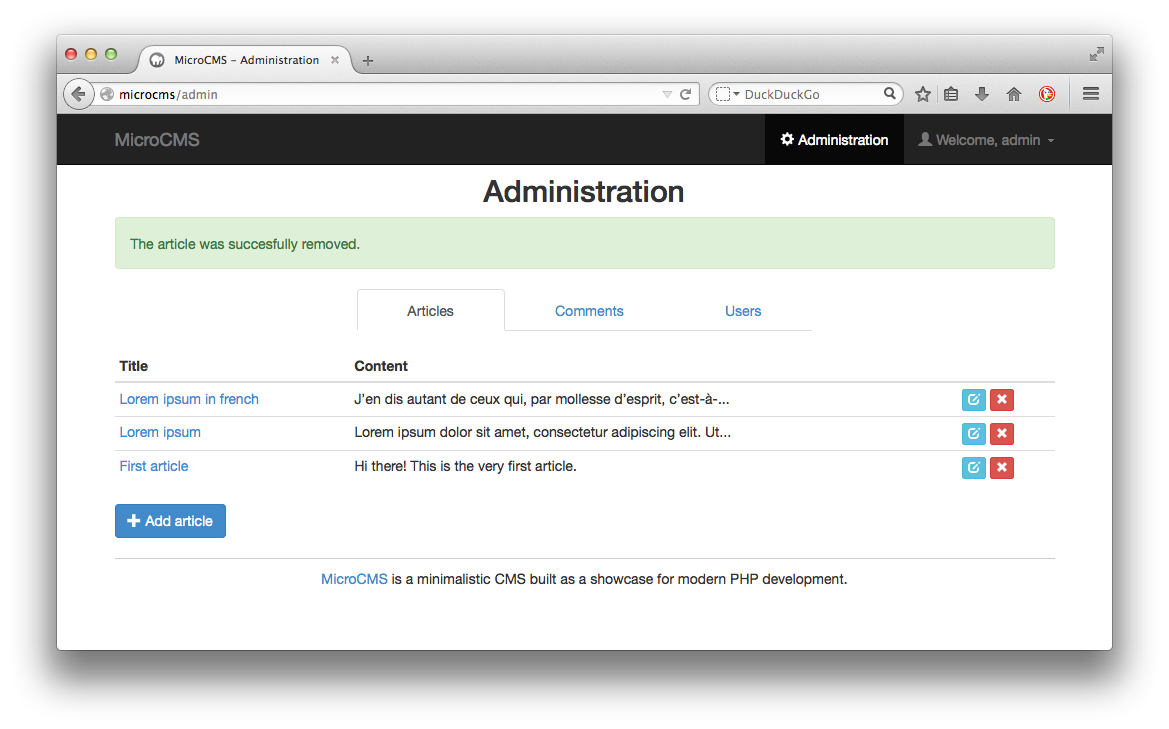 MicroCMS – Administration
microcms/admin
DuckDuckGo
MicroCMS
Administration
Welcome, admin
Administration
The article was succesfully removed.
Articles Comments Users
Title Content
Lorem ipsum in french J’en dis autant de ceux qui, par mollesse d’esprit, c’est-à-...
Lorem ipsum Lorem ipsum dolor sit amet, consectetur adipiscing elit. Ut...
First article Hi there! This is the very first article.
Add article
MicroCMS is a minimalistic CMS built as a showcase for modern PHP development.